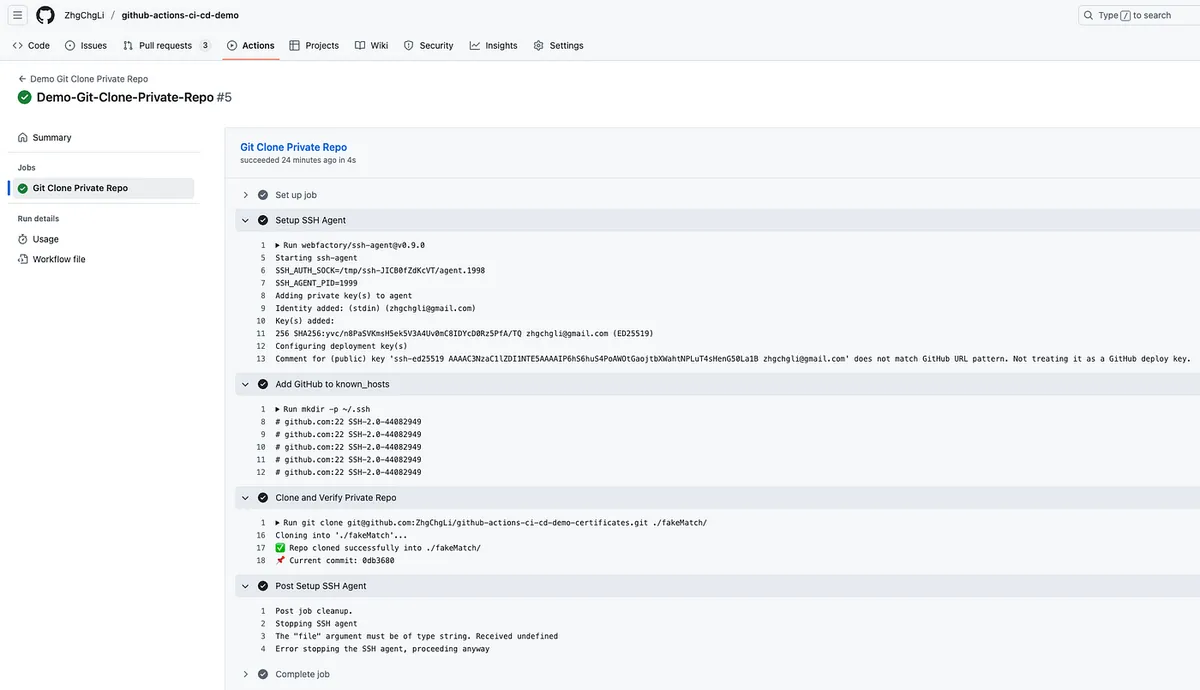 ZhgChgLi / github-actions-ci-cd-demo
Type / to search
Code Issues Pull requests 3 Actions Projects Wiki Security Insights Settings
Demo Git Clone Private Repo
Demo-Git-Clone-Private-Repo #5
Summary
Jobs
Git Clone Private Repo
Run details
Usage
Workflow file
Git Clone Private Repo
succeeded 24 minutes ago in 4s
Set up job
Setup SSH Agent
1 ▶ Run webfactory/ssh-agent@v0.9.0
5 Starting ssh-agent
6 SSH_AUTH_SOCK=/tmp/ssh-JICB0fZdKcVT/agent.1998
7 SSH_AGENT_PID=1999
8 Adding private key(s) to agent
9 Identity added: (stdin) (zhgchgli@gmail.com)
10 Key(s) added:
11 256 SHA256:yvc/n8PaSVKmsH5ek5V3A4Uv0mC8IDYcD0Rz5PfA/TQ zhgchgli@gmail.com (ED25519)
12 Configuring deployment key(s)
13 Comment for (public) key 'ssh-ed25519 AAAAC3NzaC1lZDI1NTE5AAAAIP6hS6huS4PoAWOtGaojtbXWahtNPLuT4sHenG50La1B zhgchgli@gmail.com' does not match GitHub URL pattern. Not treating it as a GitHub deploy key.
Add GitHub to known_hosts
1 ▶ Run mkdir -p ~/.ssh
8 # github.com:22 SSH-2.0-44082949
9 # github.com:22 SSH-2.0-44082949
10 # github.com:22 SSH-2.0-44082949
11 # github.com:22 SSH-2.0-44082949
12 # github.com:22 SSH-2.0-44082949
Clone and Verify Private Repo
1 ▶ Run git clone git@github.com:ZhgChgLi/github-actions-ci-cd-demo-certificates.git ./fakeMatch/
16 Cloning into './fakeMatch'...
17 ✅ Repo cloned successfully into ./fakeMatch/
18 📌 Current commit: 0db3680
Post Setup SSH Agent
1 Post job cleanup.
2 Stopping SSH agent
3 The "file" argument must be of type string. Received undefined
4 Error stopping the SSH agent, proceeding anyway
Complete job